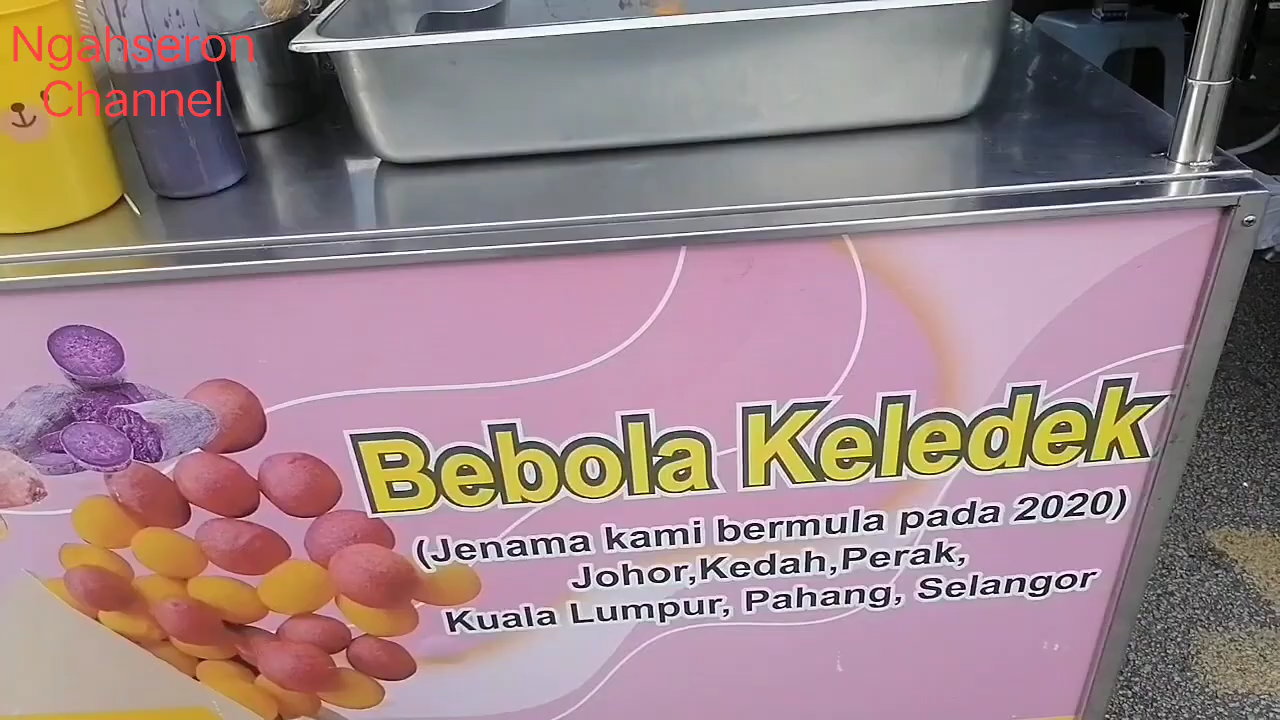 Ngahseron
Channel
Bebola Keledek
(Jenama kami bermula pada 2020)
Johor,Kedah,Perak,
Kuala Lumpur, Pahang, Selangor